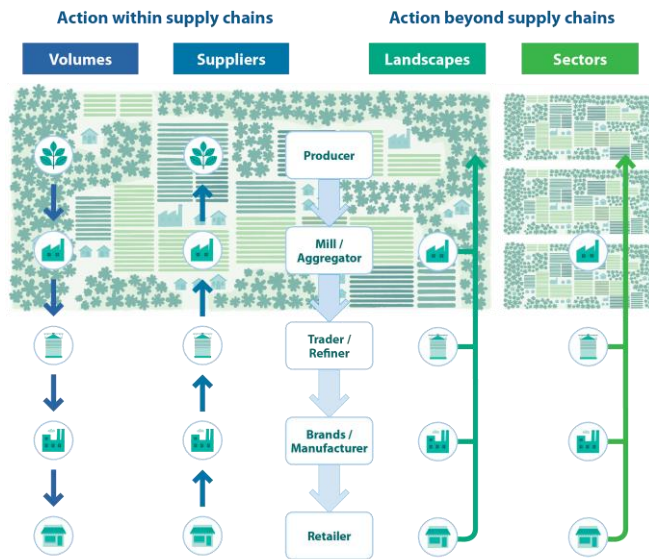 Action within supply chains
Action beyond supply chains
Volumes
Suppliers
Landscapes
Sectors
Producer
Mill /
Aggregator
Trader /
Refiner
Brands /
Manufacturer
Retailer